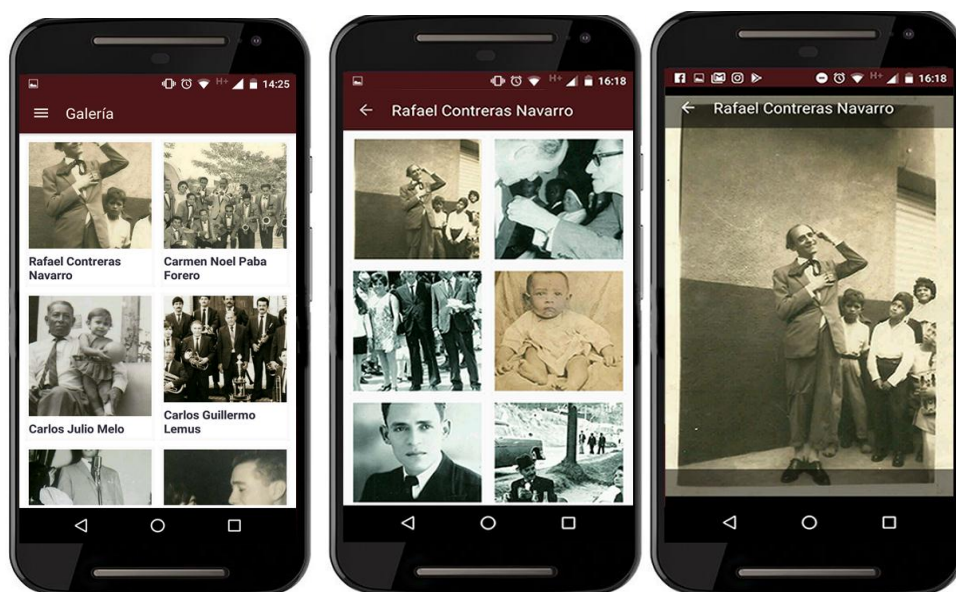 H+ 14:25
Galería
Rafael Contreras
Navarro
Carmen Noel Paba
Forero
Carlos Julio Melo
Carlos Guillermo
Lemus
H+ 16:18
Rafael Contreras Navarro
H+ 16:18
Rafael Contreras Navarro